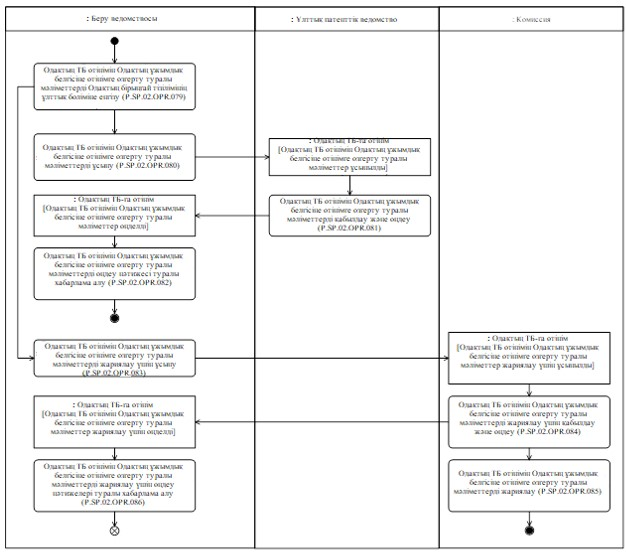 : Беру ведомствосы
: Ұлттық патенттік ведомство
: Комиссия
Одақтың ТБ өтінімін Одақтың ұжымдық
белгісіне өтінімге өзгерту туралы
мәліметтерді Одақтың бірыңғай тізілімінің
ұлттық бөліміне енгізу (P.SP.02.OPR.079)
Одақтың ТБ өтінімін Одақтың ұжымдық
белгісіне өтінімге өзгерту туралы
мәліметтерді ұсыну (P.SP.02.OPR.080)
: Одақтың ТБ-ға өтінім
[Одақтың ТБ өтінімін Одақтың ұжымдық
белгісіне өтінімге өзгерту туралы
мәліметтер ұсынылды]
: Одақтың ТБ-ға өтінім
[Одақтың ТБ өтінімін Одақтың ұжымдық
белгісіне өтінімге өзгерту туралы
мәліметтер өңделді]
Одақтың ТБ өтінімін Одақтың ұжымдық
белгісіне өтінімге өзгерту туралы
мәліметтерді қабылдау және өңдеу
(P.SP.02.OPR.081)
Одақтың ТБ өтінімін Одақтың ұжымдық
белгісіне өтінімге өзгерту туралы
мәліметтерді өңдеу нәтижесі туралы
хабарлама алу (P.SP.02.OPR.082)
Одақтың ТБ өтінімін Одақтың ұжымдық
белгісіне өтінімге өзгерту туралы
мәліметтерді жариялау үшін ұсыну
(P.SP.02.OPR.083)
: Одақтың ТБ-ға өтінім
[Одақтың ТБ өтінімін Одақтың ұжымдық
белгісіне өтінімге өзгерту туралы
мәліметтер жариялау үшін ұсынылды]
: Одақтың ТБ-ға өтінім
[Одақтың ТБ өтінімін Одақтың ұжымдық
белгісіне өтінімге өзгерту туралы
мәліметтер жариялау үшін өңделді]
Одақтың ТБ өтінімін Одақтың ұжымдық
белгісіне өтінімге өзгерту туралы
мәліметтерді жариялау үшін қабылдау
және өңдеу (P.SP.02.OPR.084)
Одақтың ТБ өтінімін Одақтың ұжымдық
белгісіне өтінімге өзгерту туралы
мәліметтерді жариялау үшін өңдеу
нәтижелері туралы хабарлама алу
(P.SP.02.OPR.086)
Одақтың ТБ өтінімін Одақтың ұжымдық
белгісіне өтінімге өзгерту туралы
мәліметтерді жариялау (P.SP.02.OPR.085)